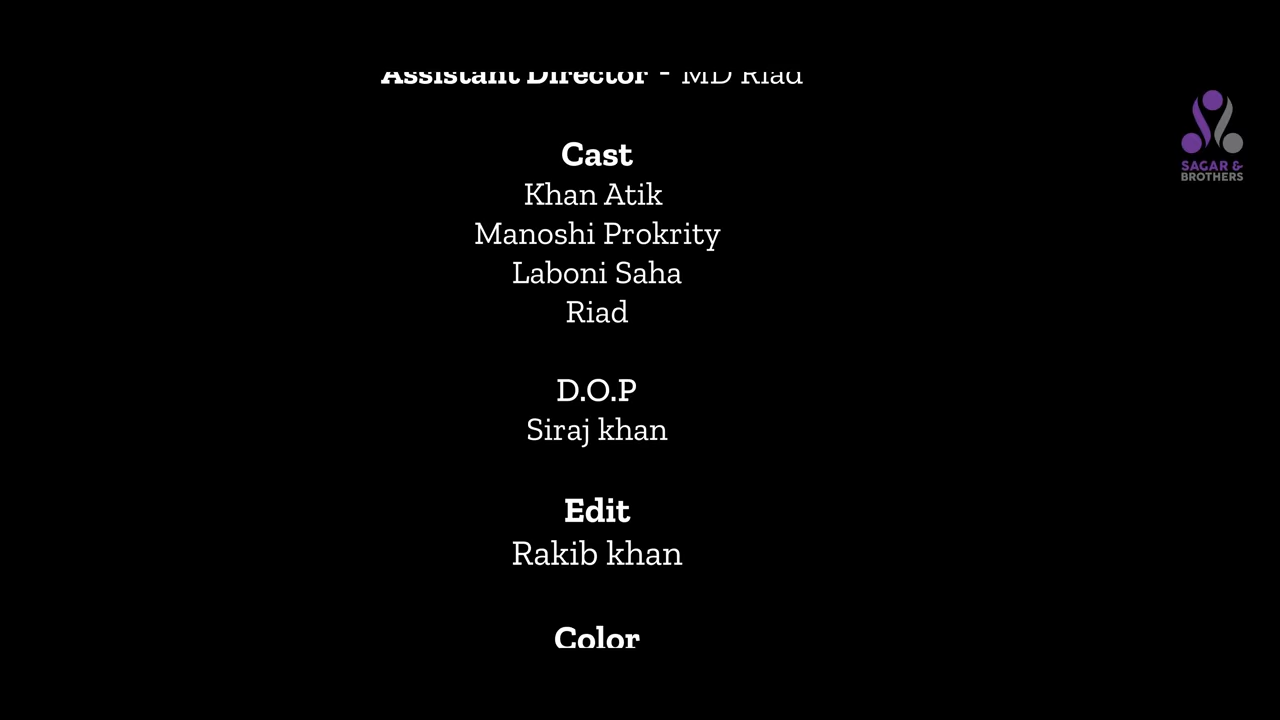 Assistant Director - MD Riad
Cast
Khan Atik
Manoshi Prokrity
Laboni Saha
Riad
D.O.P
Siraj khan
Edit
Rakib khan
Color
SAGAR &
BROTHERS